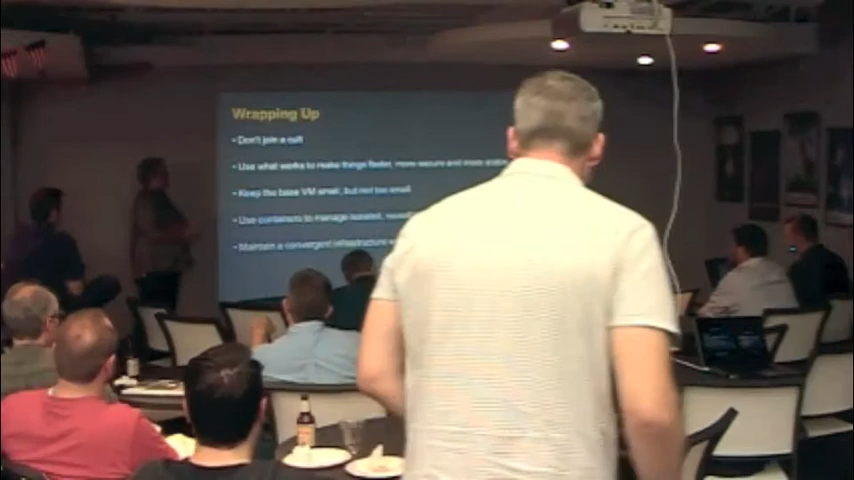 Wrapping Up
• Don't join a cult
• Use what works to make things faster, more secure and more
• Keep the base VM small, but not too small
• Use containers to manage isolated,
• Maintain a convergent infrastructure